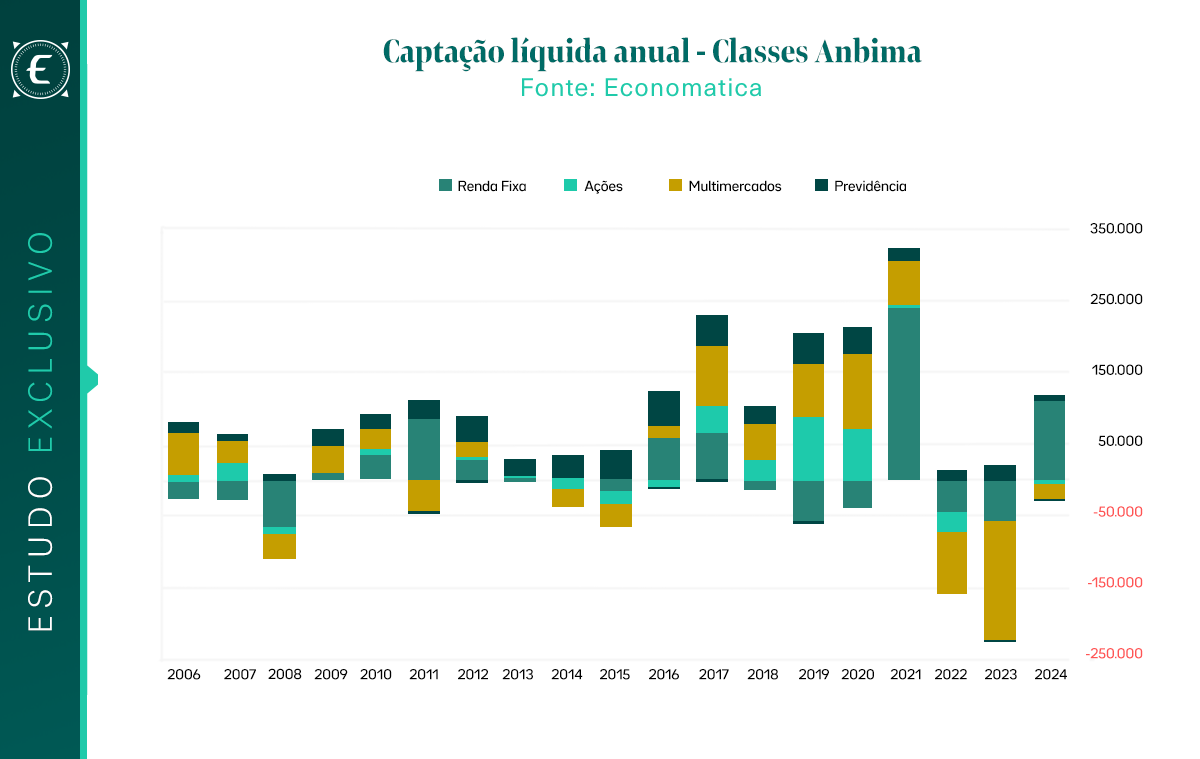 Captação líquida anual - Classes Anbima
Fonte: Economatica
ESTUDO EXCLUSIVO
Renda Fixa Ações Multimercados Previdência
350.000
250.000
150.000
50.000
-50.000
-150.000
-250.000
2006 2007 2008 2009 2010 2011 2012 2013 2014 2015 2016 2017 2018 2019 2020 2021 2022 2023 2024